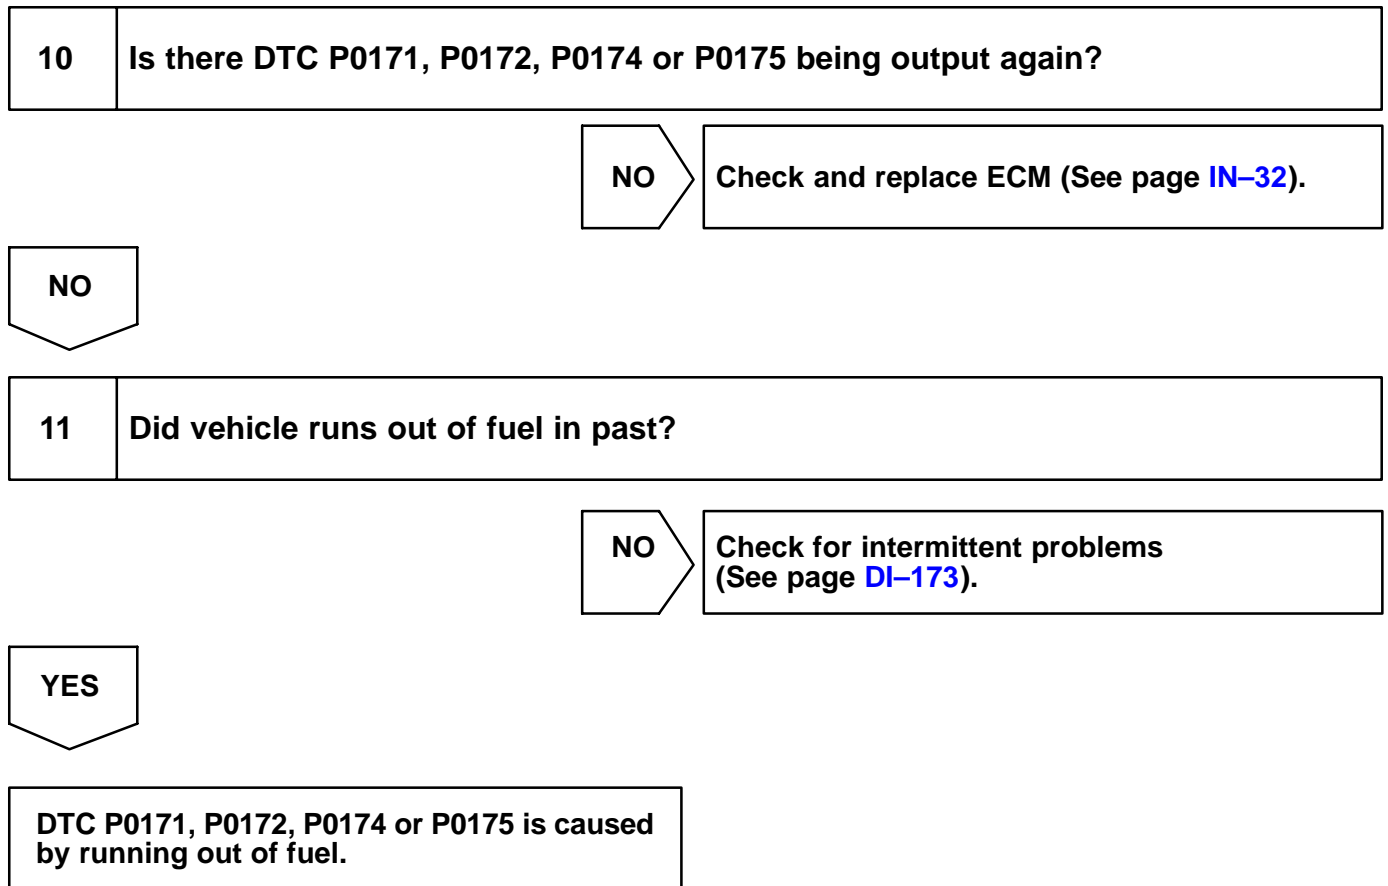 10 Is there DTC P0171, P0172, P0174 or P0175 being output again?
NO Check and replace ECM (See page IN–32).
NO
11 Did vehicle runs out of fuel in past?
NO Check for intermittent problems
(See page DI–173).
YES
DTC P0171, P0172, P0174 or P0175 is caused
by running out of fuel.